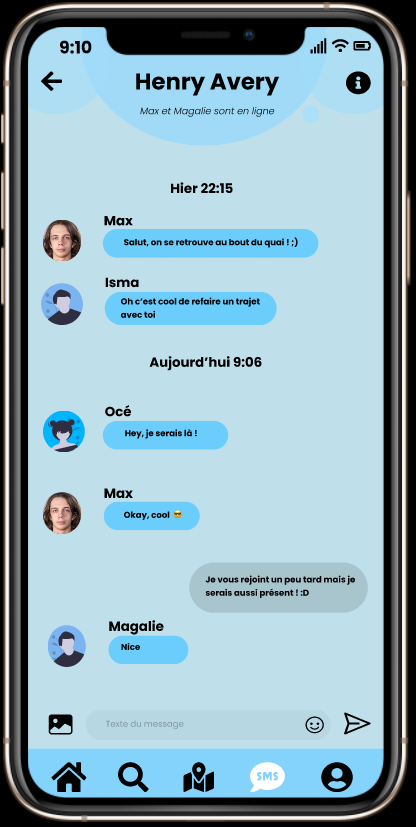 9:10
Henry Avery
Max et Magalie sont en ligne
Hier 22:15
Max
Salut, on se retrouve au bout du quai ! ;)
Isma
Oh c'est cool de refaire un trajet
avec toi
Aujourd'hui 9:06
Océ
Hey, je serais là !
Max
Okay, cool 😎
Je vous rejoint un peu tard mais je
serais aussi présent ! :D
Magalie
Nice
Texte du message
SMS